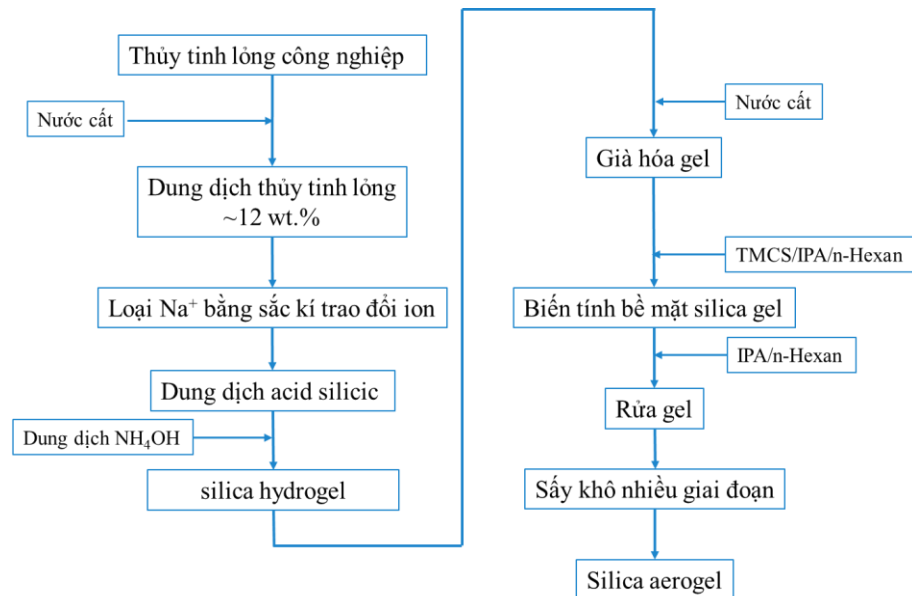 Thủy tinh lỏng công nghiệp
Nước cất
Dung dịch thủy tinh lỏng
~12 wt.%
Loại Na⁺ bằng sắc kí trao đổi ion
Dung dịch acid silicic
Dung dịch NH₄OH
silica hydrogel
Nước cất
Già hóa gel
TMCS/IPA/n-Hexan
Biến tính bề mặt silica gel
IPA/n-Hexan
Rửa gel
Sấy khô nhiều giai đoạn
Silica aerogel